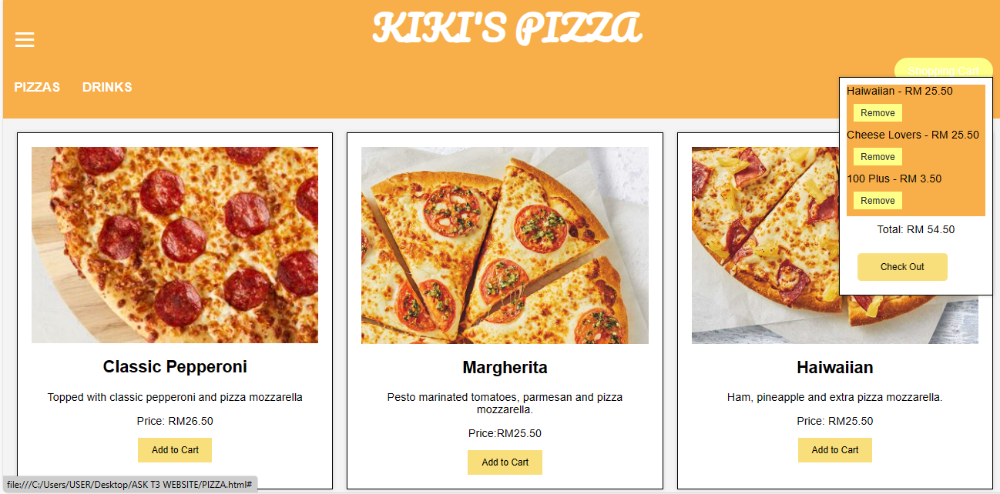 KIKI'S PIZZA
PIZZAS
DRINKS
Shopping Cart
Haiwaiian - RM 25.50
Remove
Cheese Lovers - RM 25.50
Remove
100 Plus - RM 3.50
Remove
Total: RM 54.50
Check Out
Classic Pepperoni
Topped with classic pepperoni and pizza mozzarella
Price: RM26.50
Add to Cart
Margherita
Pesto marinated tomatoes, parmesan and pizza
mozzarella.
Price:RM25.50
Add to Cart
Haiwaiian
Ham, pineapple and extra pizza mozzarella.
Price: RM25.50
Add to Cart
file:///C:/Users/USER/Desktop/ASK T3 WEBSITE/PIZZA.html#